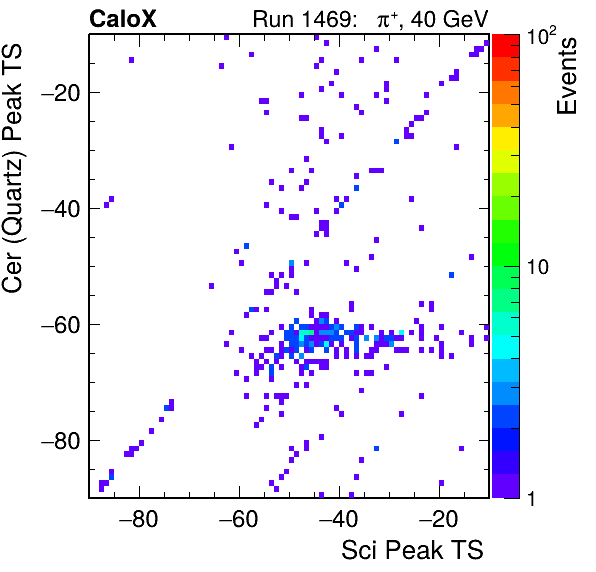 CaloX Run 1469: π⁺, 40 GeV
10²
10
1
Events
Cer (Quartz) Peak TS
−20
−40
−60
−80
−80 −60 −40 −20
Sci Peak TS